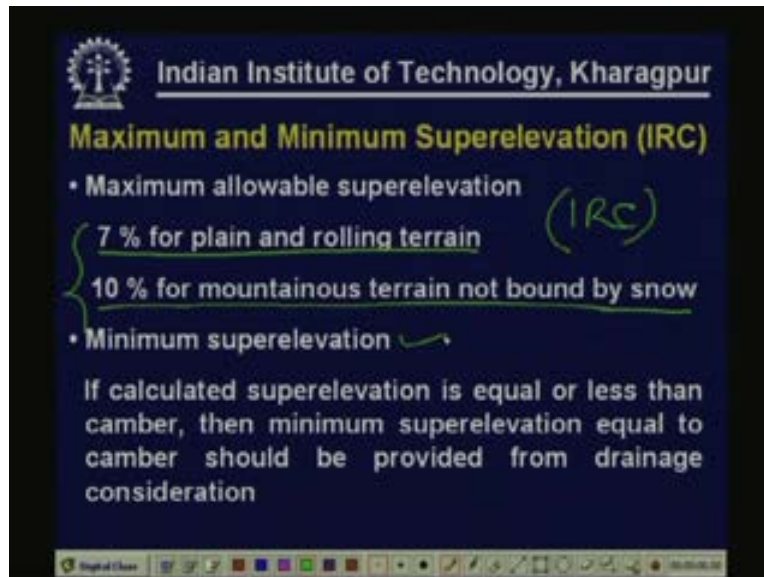 Indian Institute of Technology, Kharagpur
Maximum and Minimum Superelevation (IRC)
• Maximum allowable superelevation
(IRC)
7 % for plain and rolling terrain
10 % for mountainous terrain not bound by snow
• Minimum superelevation
If calculated superelevation is equal or less than
camber, then minimum superelevation equal to
camber should be provided from drainage
consideration